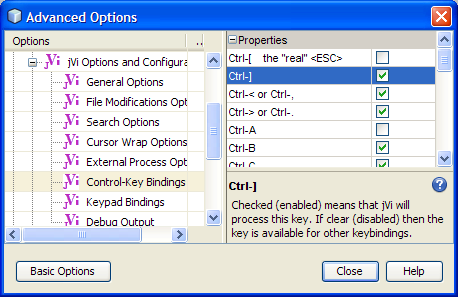 Advanced Options
Options
..
Properties
jVi Options and Configura
General Options
File Modifications Opt
Search Options
Cursor Wrap Options
External Process Opt
Control-Key Bindings
Keypad Bindings
Debug Output
Ctrl-[ the "real" <ESC>
Ctrl-]
Ctrl-< or Ctrl-,
Ctrl-> or Ctrl-.
Ctrl-A
Ctrl-B
Ctrl-C
Ctrl-]
?
Checked (enabled) means that jVi will
process this key. If clear (disabled) then the
key is available for other keybindings.
Basic Options
Close
Help